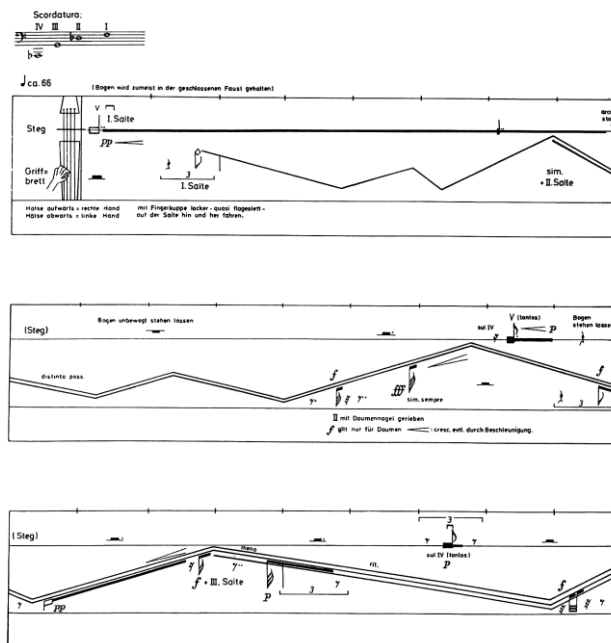 Scordatura:
IV III II I
♩ ca. 66
(Bogen wird zumeist in der geschlossenen Faust gehalten)
V
I. Saite
Steg
pp
Griff=
brett
3
I. Saite
sim.
+ II. Saite
Hälse aufwärts = rechte Hand
Hälse abwärts = linke Hand
mit Fingerkuppe locker - quasi flageolett -
auf der Saite hin und her fahren.
Bogen unbewegt stehen lassen
V (tonlos)
(Steg)
sul IV
p
Bogen
stehen lassen
distinto poss.
f
fff
sim. sempre
f
3
II mit Daumennagel gerieben
f gilt nur für Daumen
: cresc. evtl. durch Beschleunigung.
3
(Steg)
sul IV (tonlos)
p
meno
rit.
pp
f + III. Saite
p
3
f